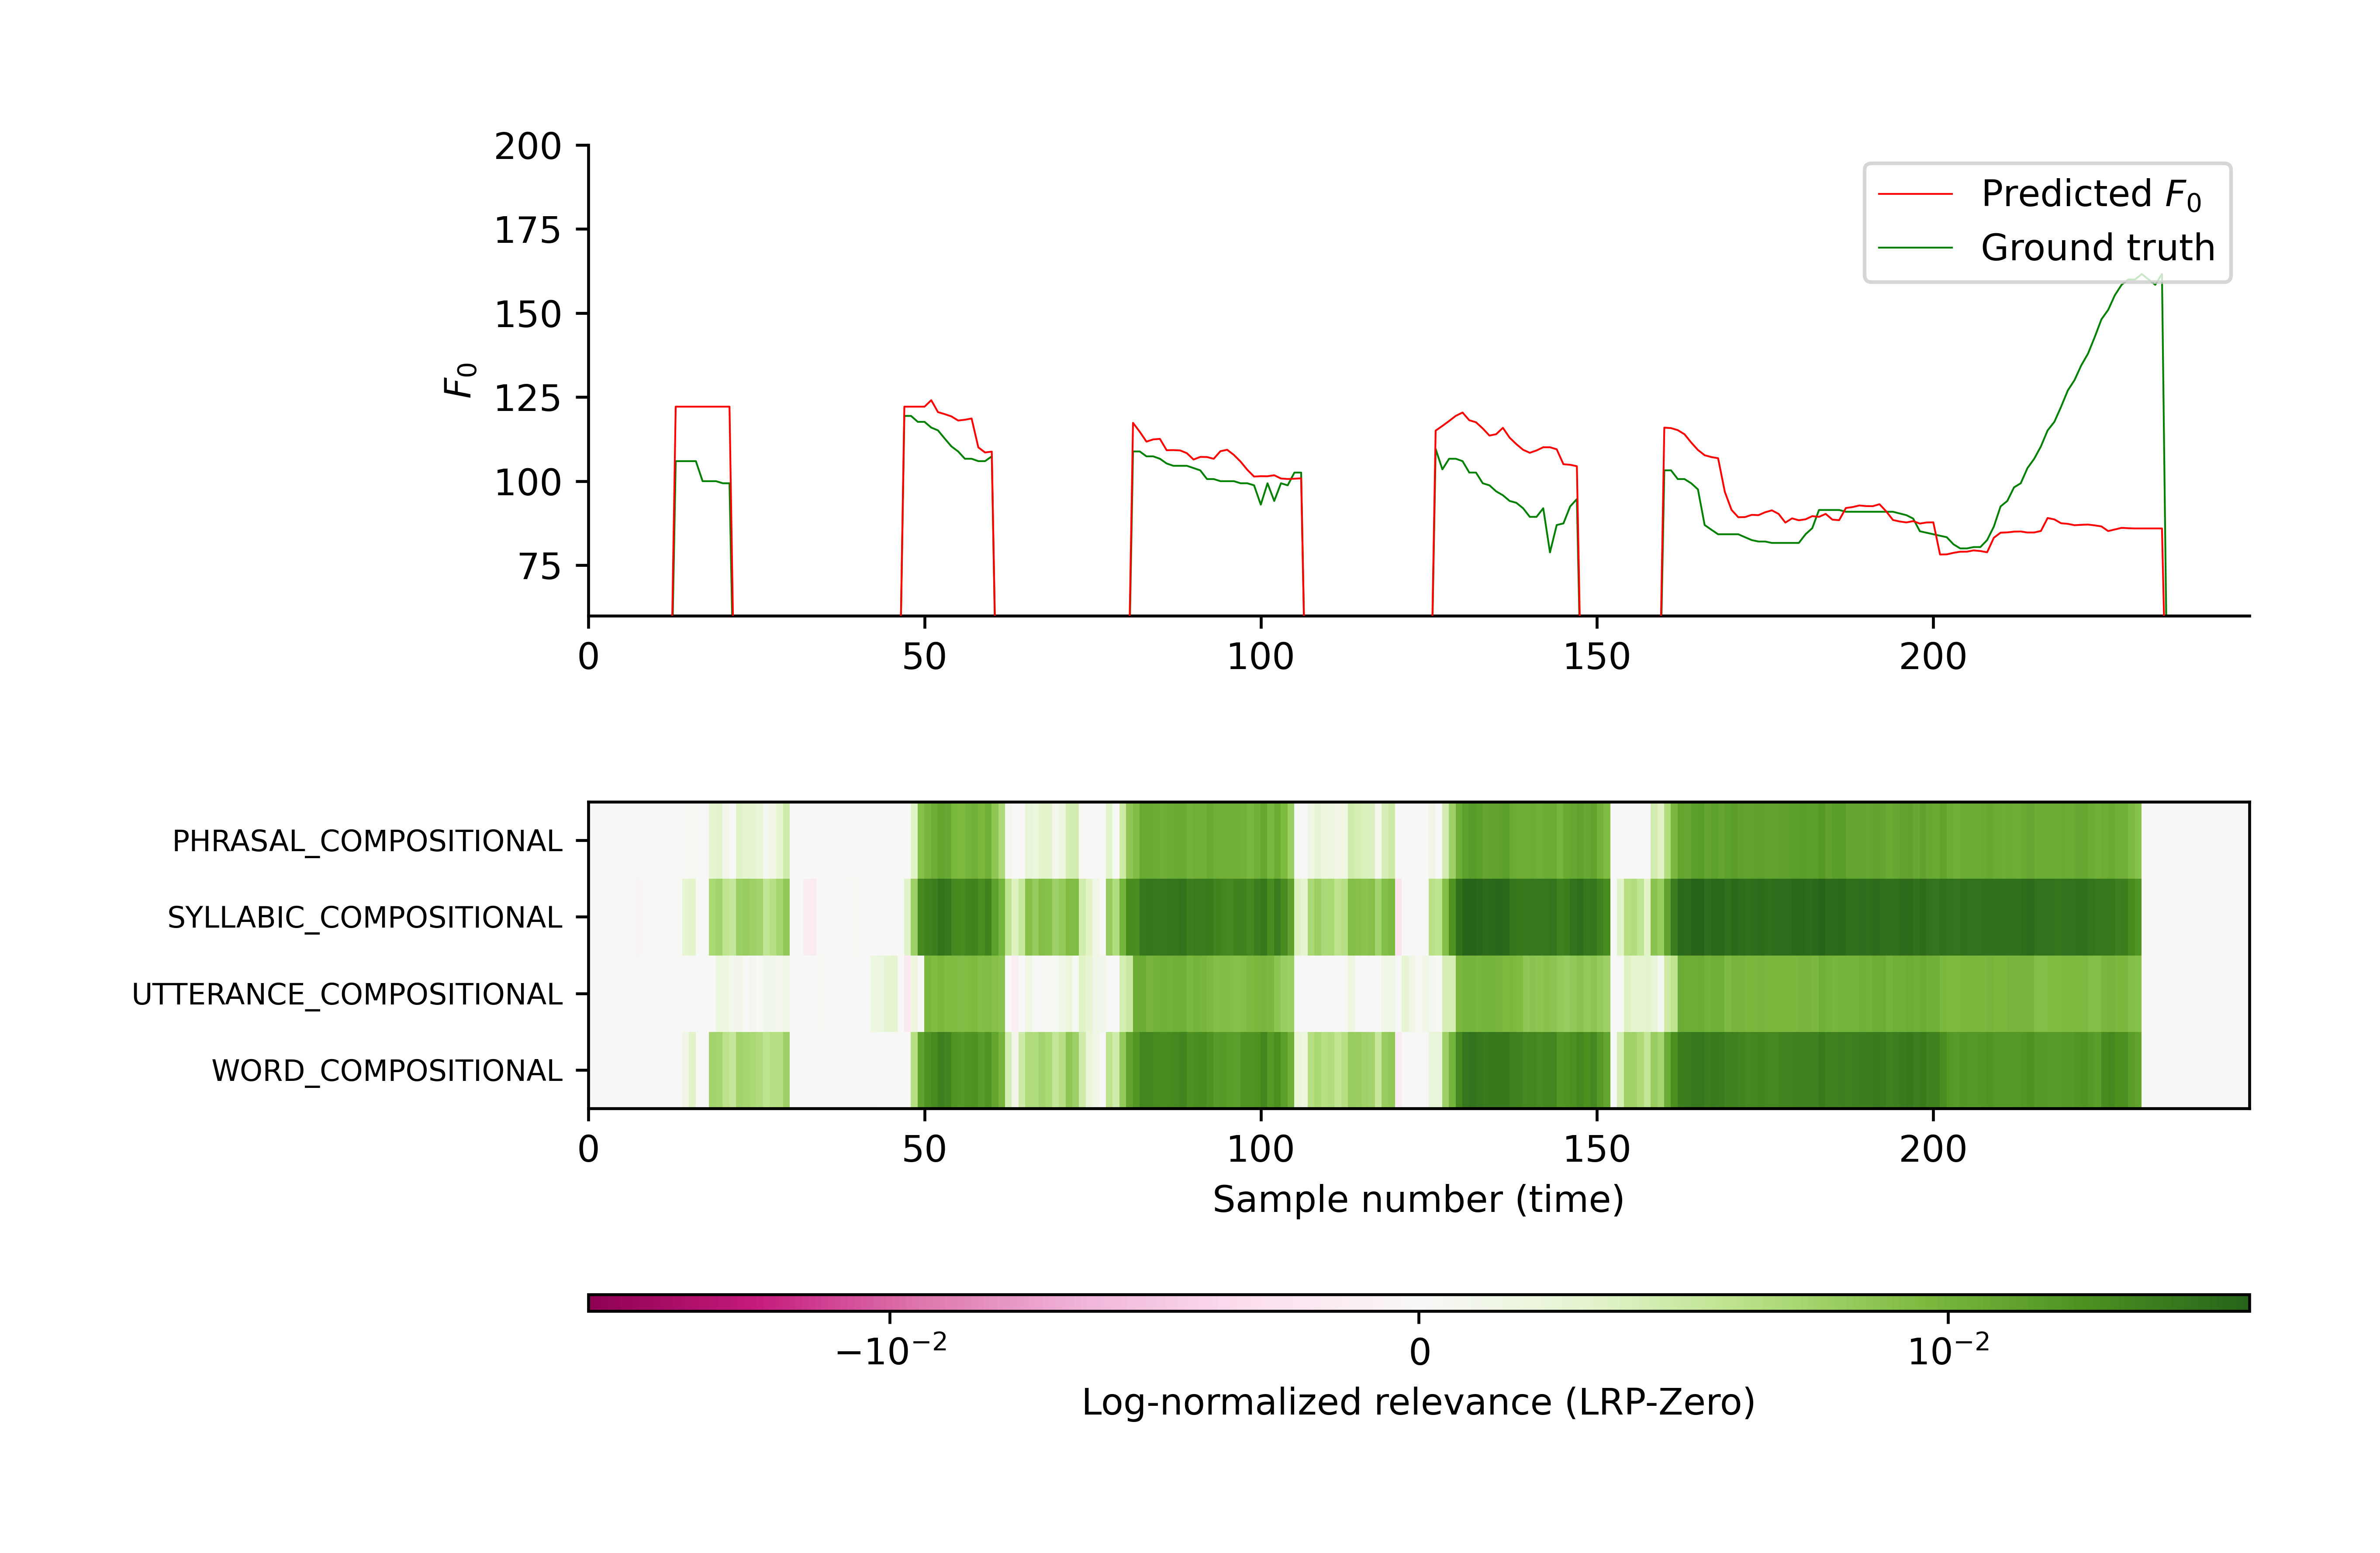 200
175
150
125
100
75
F₀
Predicted F₀
Ground truth
0 50 100 150 200
PHRASAL_COMPOSITIONAL
SYLLABIC_COMPOSITIONAL
UTTERANCE_COMPOSITIONAL
WORD_COMPOSITIONAL
0 50 100 150 200
Sample number (time)
−10⁻² 0 10⁻²
Log-normalized relevance (LRP-Zero)